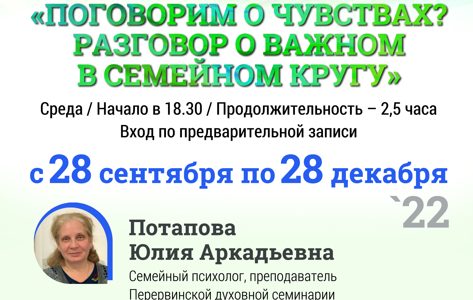 «ПОГОВОРИМ О ЧУВСТВАХ?
РАЗГОВОР О ВАЖНОМ
В СЕМЕЙНОМ КРУГУ»
Среда / Начало в 18.30 / Продолжительность – 2,5 часа
Вход по предварительной записи
с 28 сентября по 28 декабря
`22
Потапова
Юлия Аркадьевна
Семейный психолог, преподаватель
Перервинской духовной семинарии